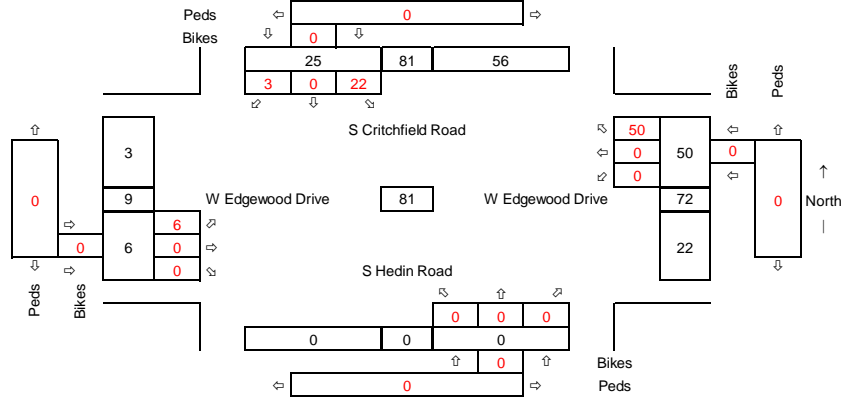 Peds ⇦ 0 ⇨
Bikes ⇩ 0 ⇩
25 81 56
3 0 22
⬃ ⇩ ⬂
Bikes Peds
S Critchfield Road
⇧ ⬁ 50 ⇦ ⇧
3 ⇦ 0 50 0 ↑
⬃ 0 ⇦
0 9 W Edgewood Drive 81 W Edgewood Drive 72 0 North
⇨ 6 ⬀ |
0 6 0 ⇨ 22
⇩ ⇨ 0 ⬂ ⇩
Peds Bikes
S Hedin Road
⬁ ⇧ ⬀
0 0 0
0 0 0
⇧ 0 ⇧ Bikes
⇦ 0 ⇨ Peds